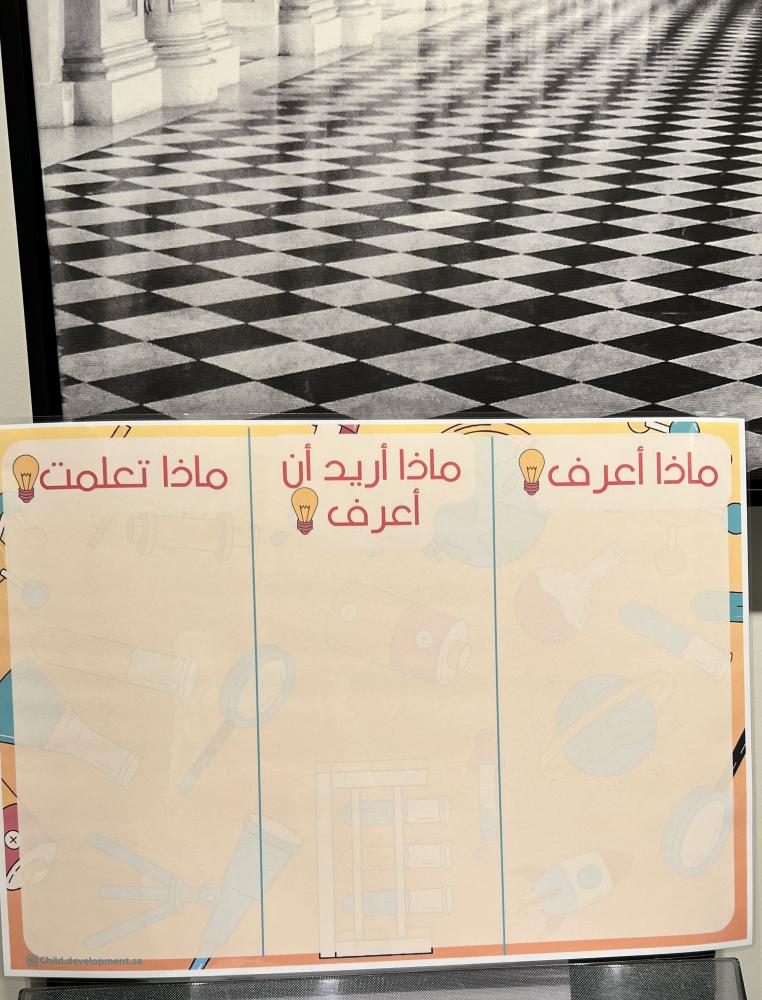 ماذا أعرف
ماذا أريد أن
أعرف
ماذا تعلمت
Child.development.sa